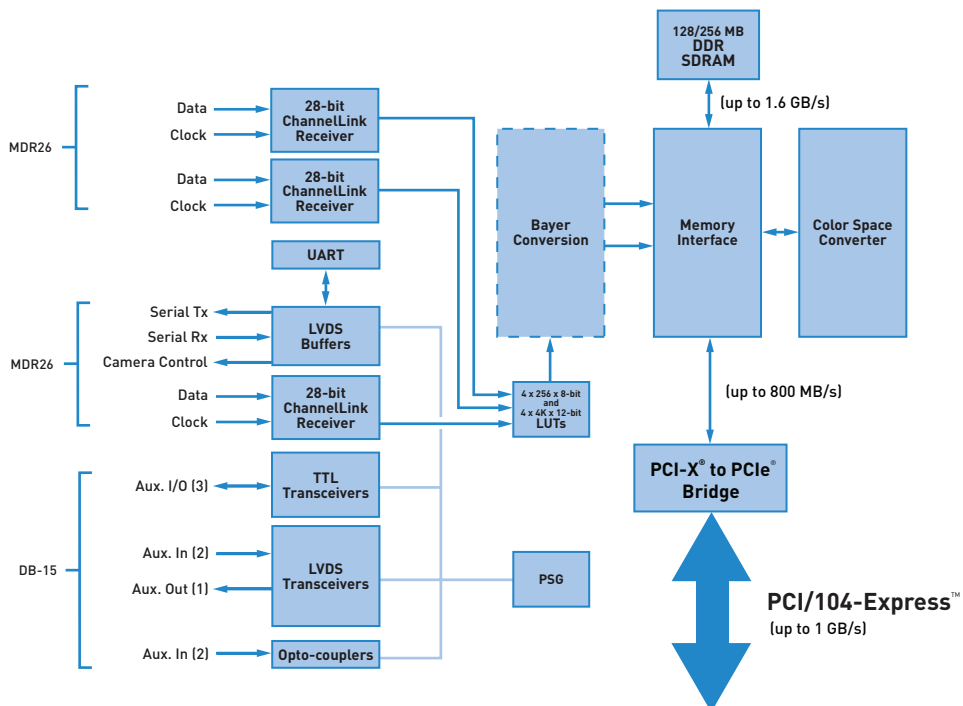 128/256 MB
DDR
SDRAM
(up to 1.6 GB/s)
MDR26
Data
Clock
28-bit
ChannelLink
Receiver
Data
Clock
28-bit
ChannelLink
Receiver
Bayer
Conversion
Memory
Interface
Color Space
Converter
UART
MDR26
Serial Tx
Serial Rx
Camera Control
LVDS
Buffers
Data
Clock
28-bit
ChannelLink
Receiver
4 x 256 x 8-bit
and
4 x 4K x 12-bit
LUTs
(up to 800 MB/s)
PCI-X® to PCIe®
Bridge
DB-15
Aux. I/O (3)
TTL
Transceivers
Aux. In (2)
Aux. Out (1)
LVDS
Transceivers
PSG
Aux. In (2)
Opto-couplers
PCI/104-Express™
(up to 1 GB/s)